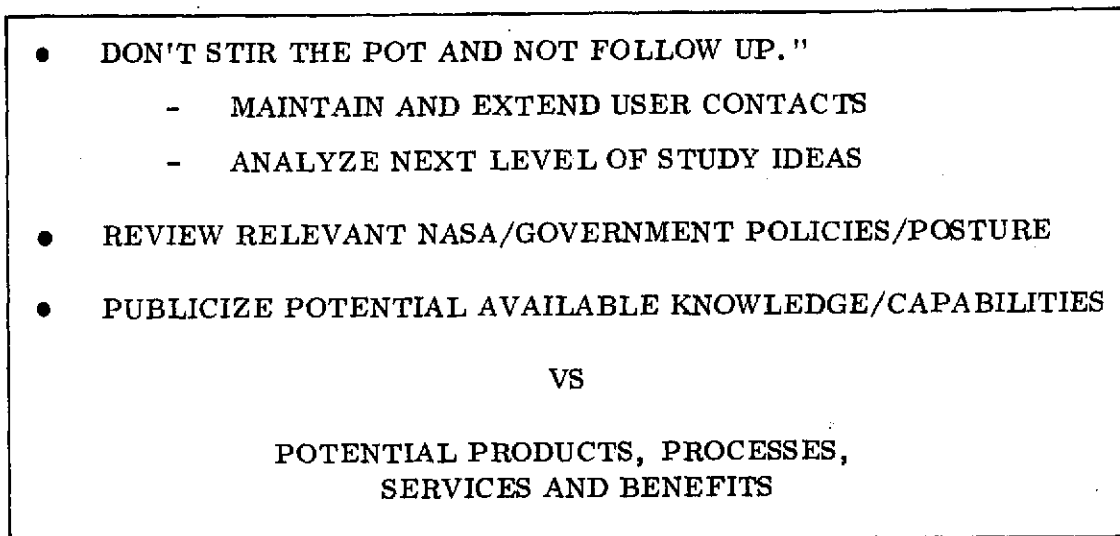 • DON'T STIR THE POT AND NOT FOLLOW UP."
- MAINTAIN AND EXTEND USER CONTACTS
- ANALYZE NEXT LEVEL OF STUDY IDEAS
• REVIEW RELEVANT NASA/GOVERNMENT POLICIES/POSTURE
• PUBLICIZE POTENTIAL AVAILABLE KNOWLEDGE/CAPABILITIES
VS
POTENTIAL PRODUCTS, PROCESSES,
SERVICES AND BENEFITS